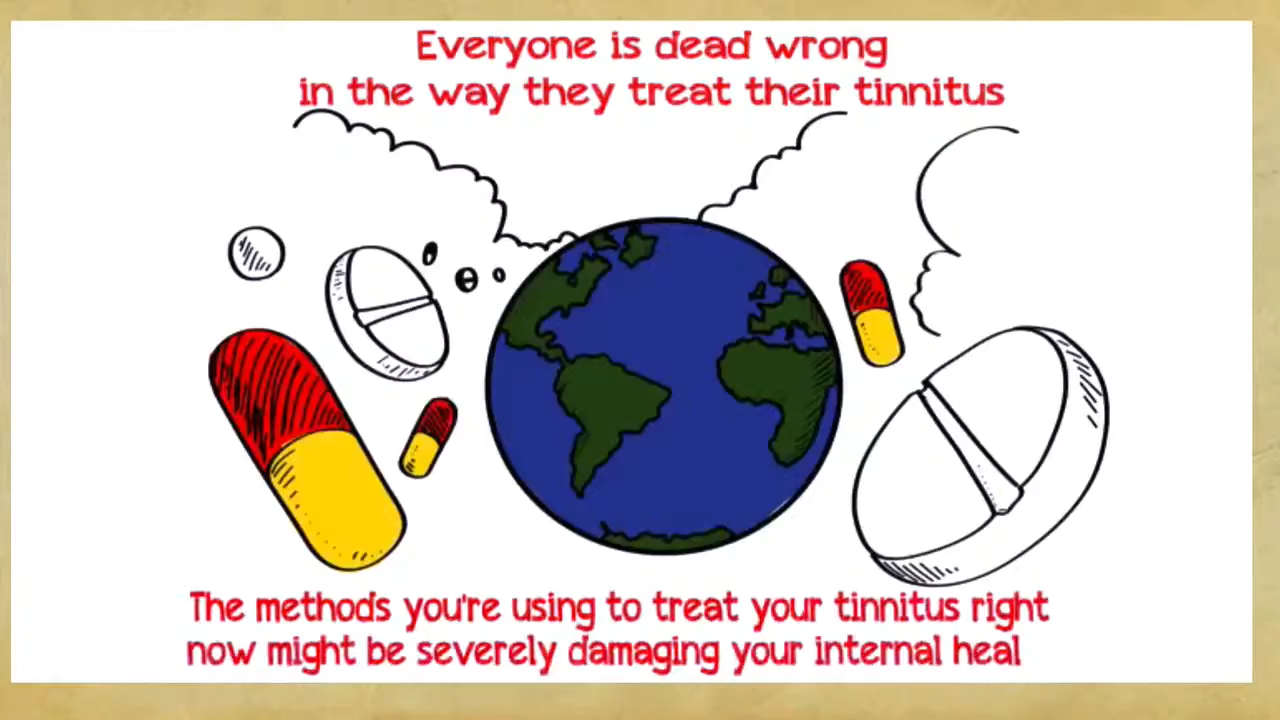 Everyone is dead wrong
in the way they treat their tinnitus
The methods you're using to treat your tinnitus right
now might be severely damaging your internal heal